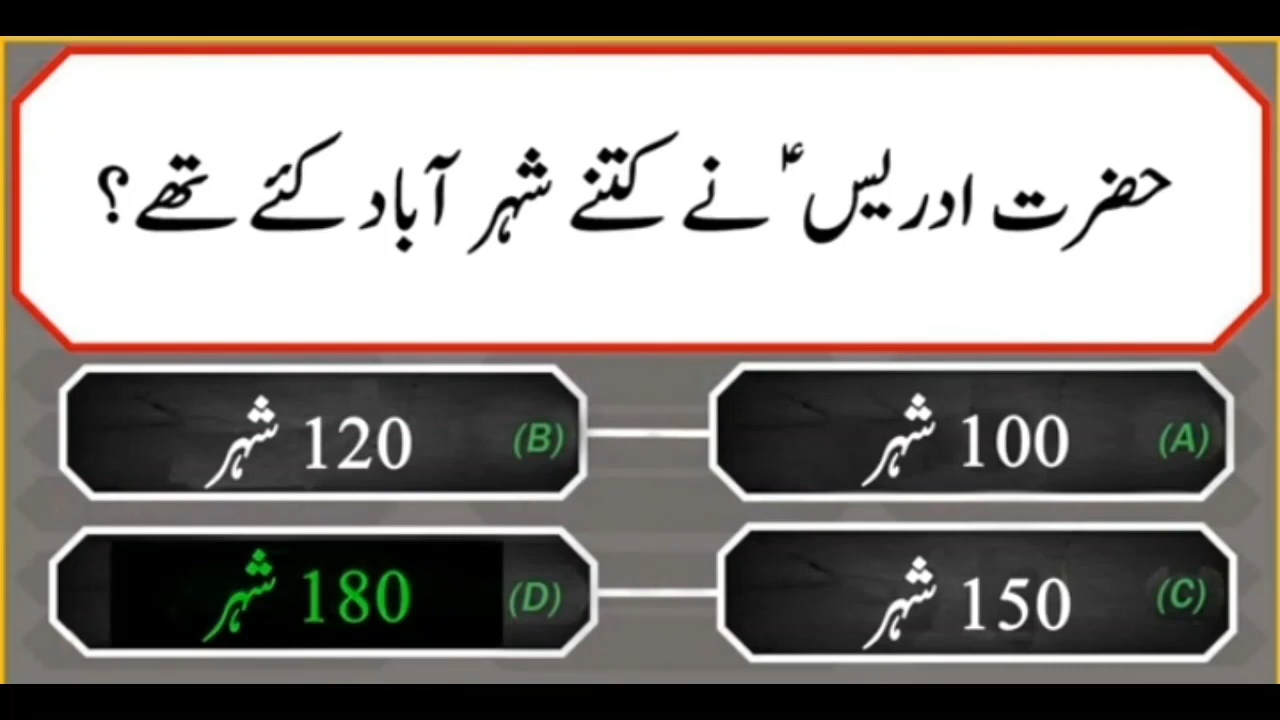 حضرت ادریسؑ نے کتنے شہر آباد کئے تھے؟
(A) 100 شہر
(B) 120 شہر
(C) 150 شہر
(D) 180 شہر